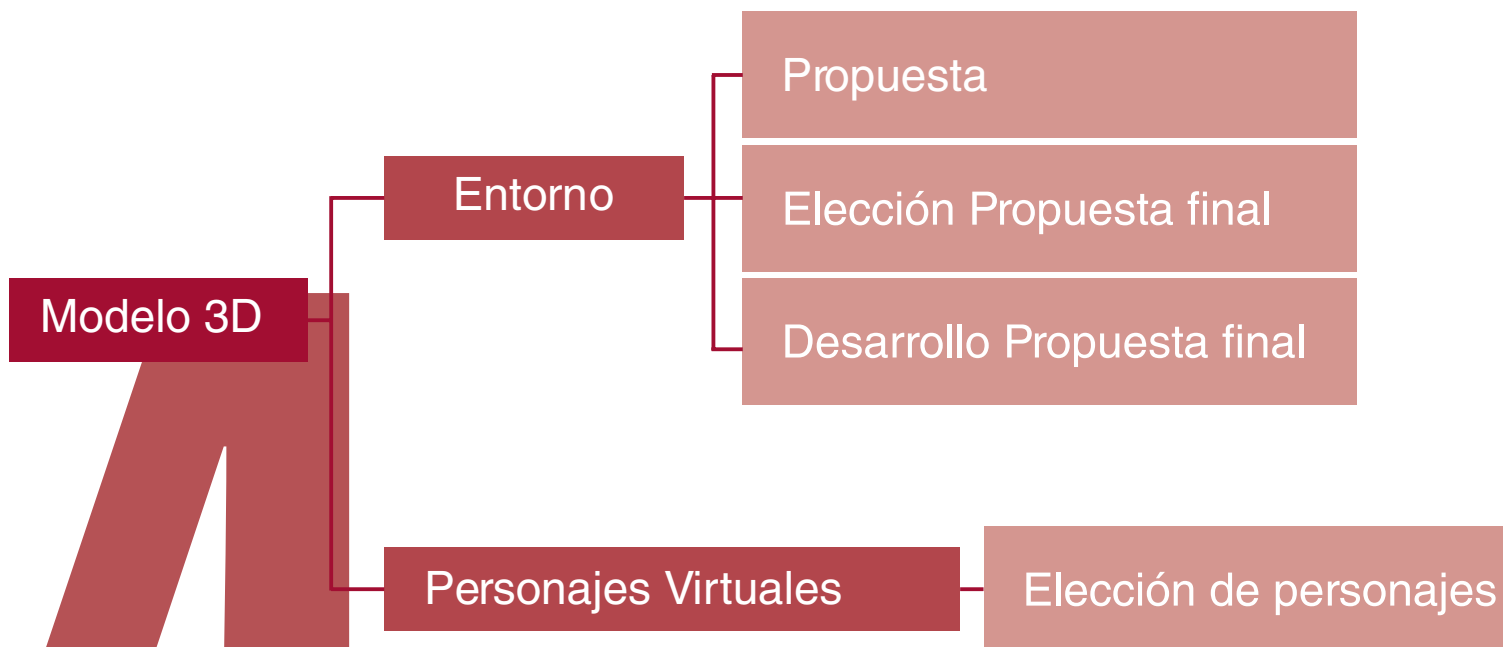 Modelo 3D
Entorno
Propuesta
Elección Propuesta final
Desarrollo Propuesta final
Personajes Virtuales
Elección de personajes